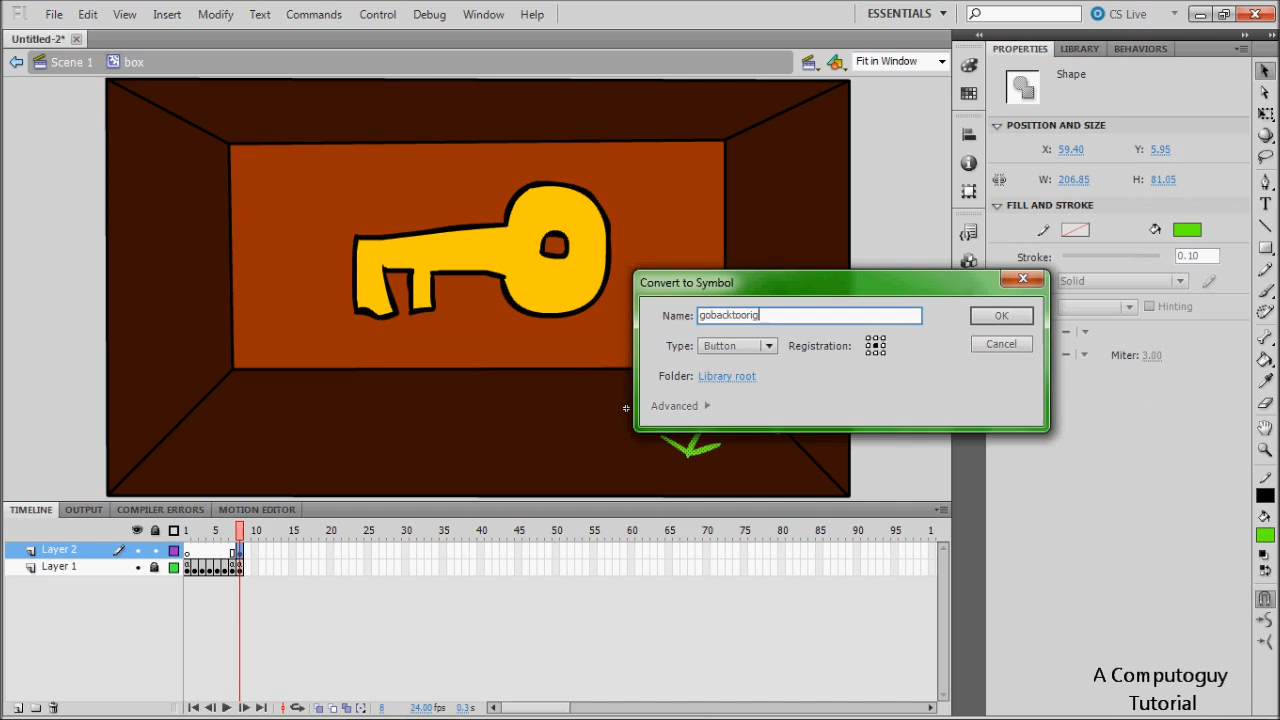 Fl File Edit View Insert Modify Text Commands Control Debug Window Help ESSENTIALS CS Live
Untitled-2*
Scene 1 box Fit in Window
PROPERTIES LIBRARY BEHAVIORS
Shape
POSITION AND SIZE
X: 59.40 Y: 5.95
W: 206.85 H: 81.05
FILL AND STROKE
Stroke: 0.10
Solid
Hinting
Miter: 3.00
Convert to Symbol
Name: gobacktoorig OK
Type: Button Registration: Cancel
Folder: Library root
Advanced
TIMELINE OUTPUT COMPILER ERRORS MOTION EDITOR
1 5 10 15 20 25 30 35 40 45 50 55 60 65 70 75 80 85 90 95 1
Layer 2
Layer 1
8 24.00fps 0.3s
A Computoguy
Tutorial